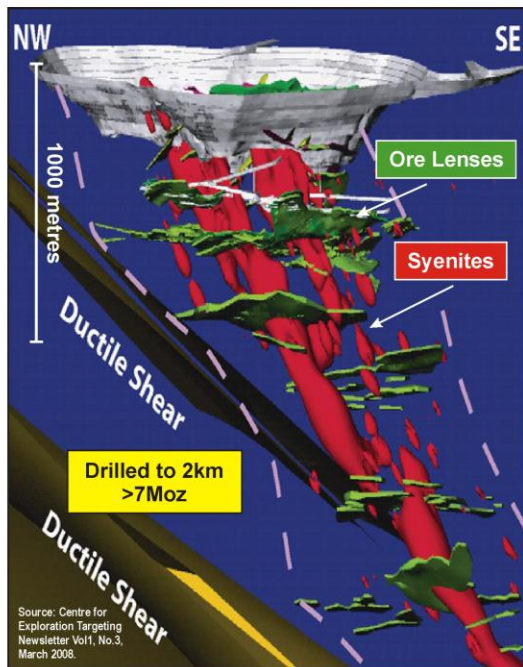 NW
SE
1000 metres
Ore Lenses
Syenites
Ductile Shear
Drilled to 2km
>7Moz
Ductile Shear
Source: Centre for
Exploration Targeting
Newsletter Vol1, No.3,
March 2008.